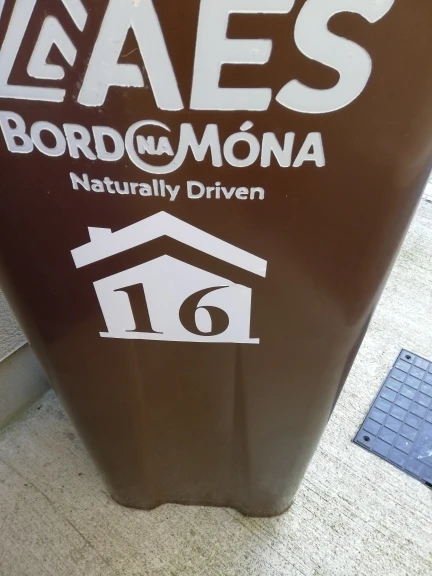 AES
BORD NA MÓNA
Naturally Driven
16